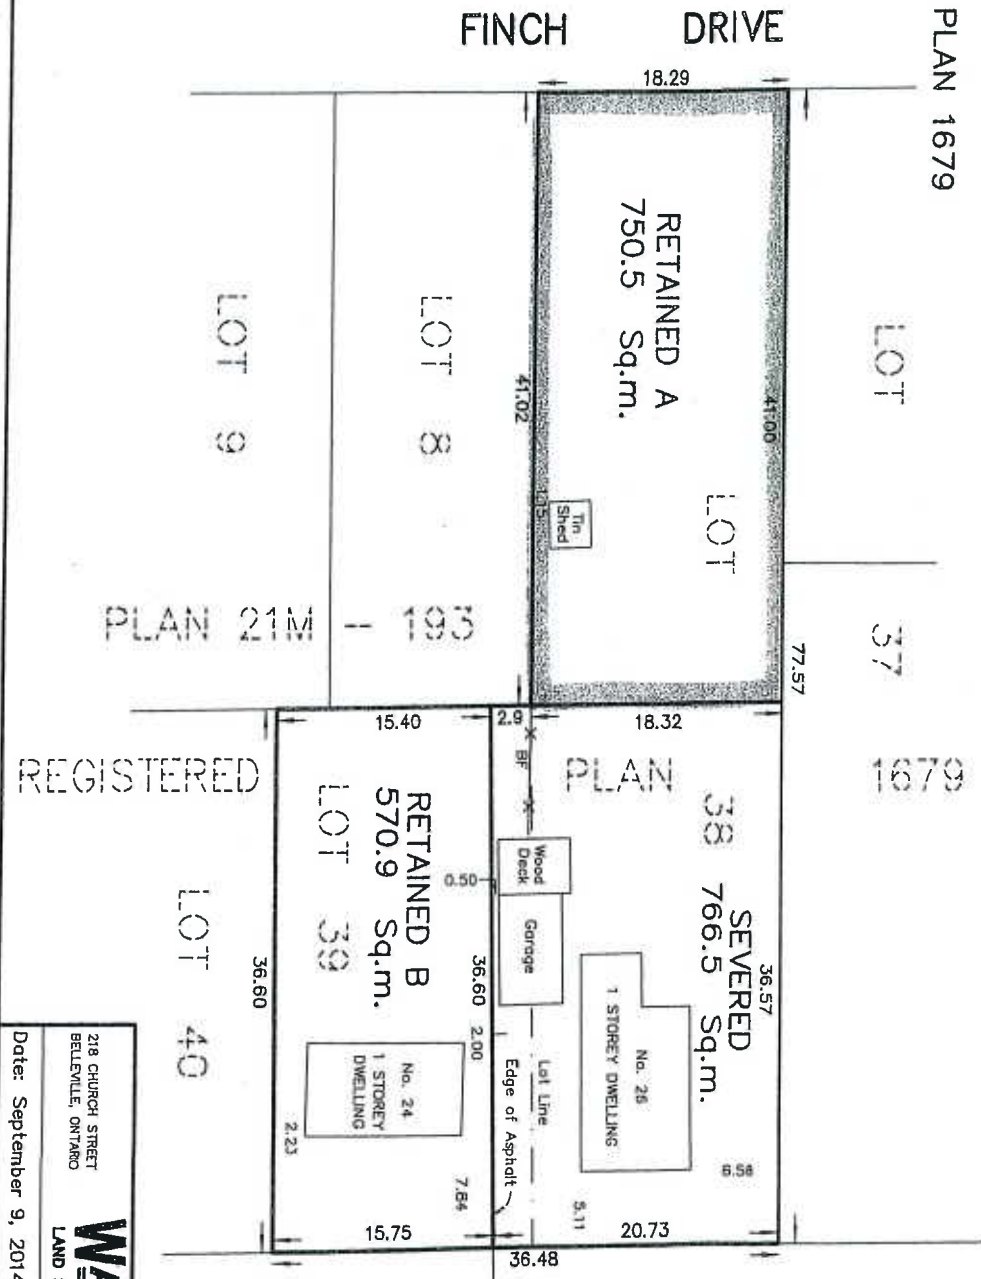 FINCH DRIVE
PLAN 1679
18.29
RETAINED A
750.5 Sq.m.
41.00
41.02
1.15
Tin
Shed
LOT
LOT
37
LOT 8
LOT 9
PLAN 21M - 193
77.57
15.40
2.9
18.32
BF
REGISTERED
PLAN
1679
38
SEVERED
766.5 Sq.m.
36.57
RETAINED B
570.9 Sq.m.
LOT 39
LOT 40
0.50
Wood
Deck
Garage
36.60
36.60
2.00
No. 26
1 STOREY DWELLING
No. 24
1 STOREY
DWELLING
Lot Line
Edge of Asphalt
2.23
7.84
5.11
6.58
15.75
20.73
36.48
218 CHURCH STREET
BELLEVILLE, ONTARIO
WA
LAND
Date: September 9, 2014